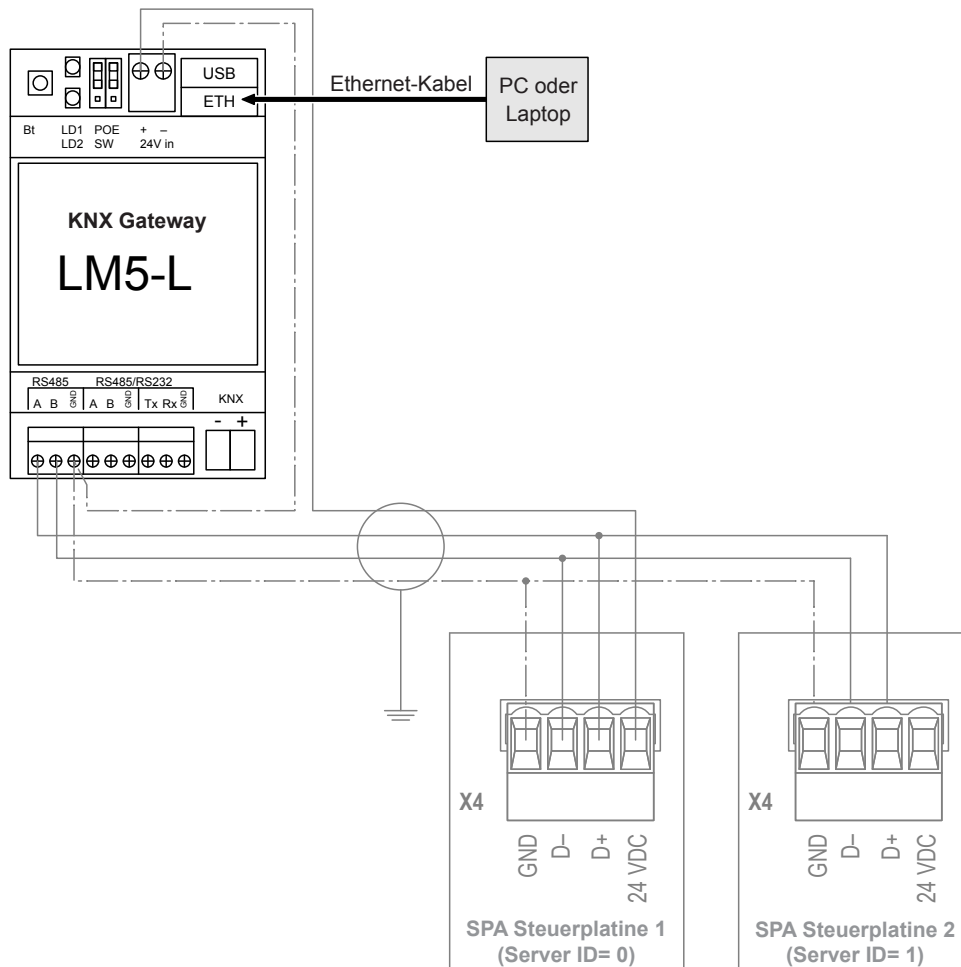 USB
ETH
Ethernet-Kabel
PC oder
Laptop
Bt LD1 POE + –
LD2 SW 24V in
KNX Gateway
LM5-L
RS485 RS485/RS232
A B GND A B GND Tx Rx GND KNX
- +
X4
GND
D–
D+
24 VDC
SPA Steuerplatine 1
(Server ID= 0)
X4
GND
D–
D+
24 VDC
SPA Steuerplatine 2
(Server ID= 1)